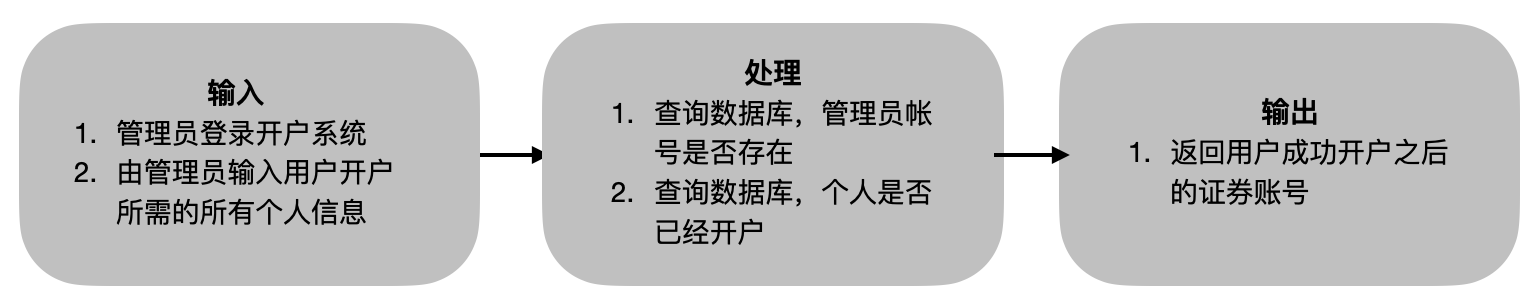 输入
1. 管理员登录开户系统
2. 由管理员输入用户开户
所需的所有个人信息
处理
1. 查询数据库，管理员帐
号是否存在
2. 查询数据库，个人是否
已经开户
输出
1. 返回用户成功开户之后
的证券账号